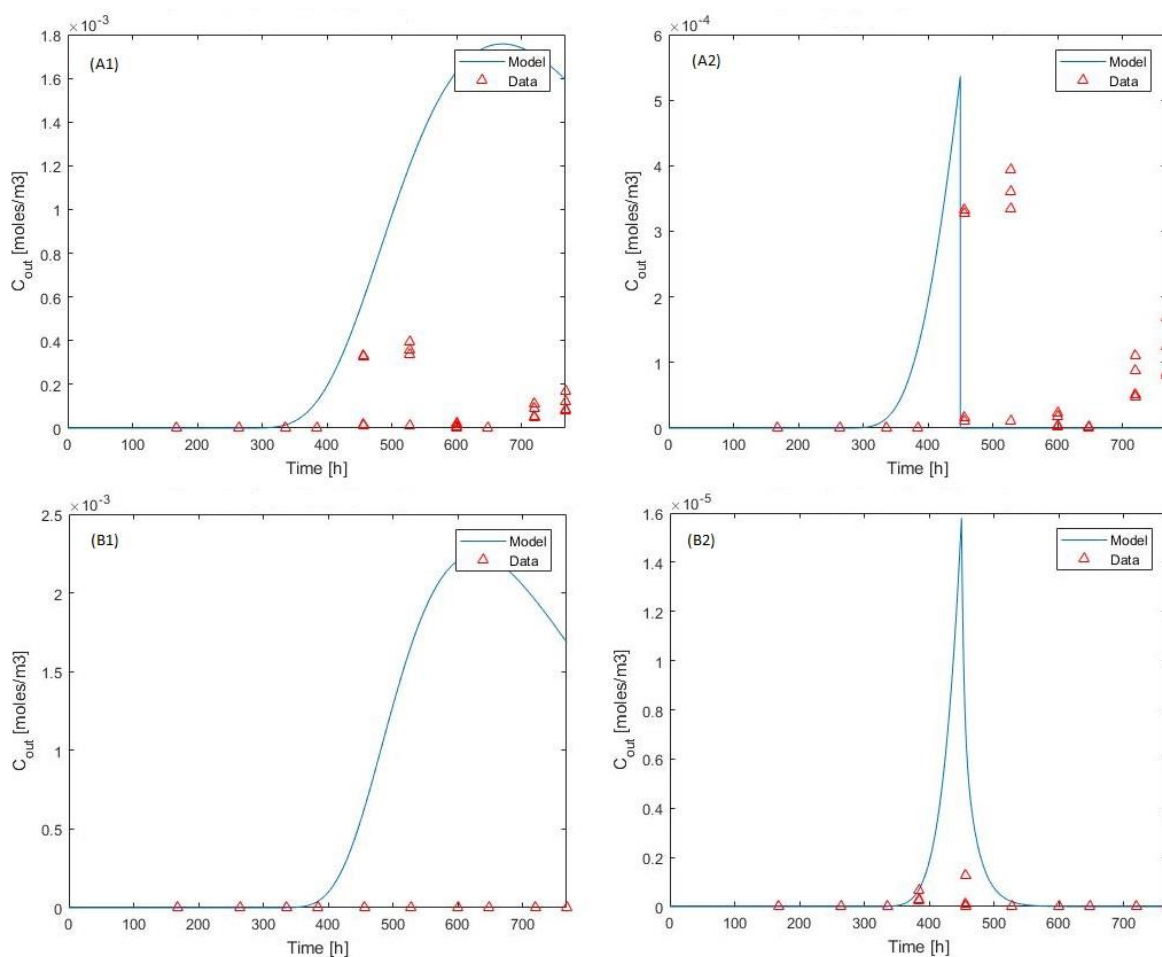 ×10-3
(A1)
Model
Data
1.8
1.6
1.4
1.2
1
0.8
0.6
0.4
0.2
0
Cout [moles/m3]
0 100 200 300 400 500 600 700
Time [h]
×10-4
(A2)
Model
Data
6
5
4
3
2
1
0
Cout [moles/m3]
0 100 200 300 400 500 600 700
Time [h]
×10-3
(B1)
Model
Data
2.5
2
1.5
1
0.5
0
Cout [moles/m3]
0 100 200 300 400 500 600 700
Time [h]
×10-5
(B2)
Model
Data
1.6
1.4
1.2
1
0.8
0.6
0.4
0.2
0
Cout [moles/m3]
0 100 200 300 400 500 600 700
Time [h]